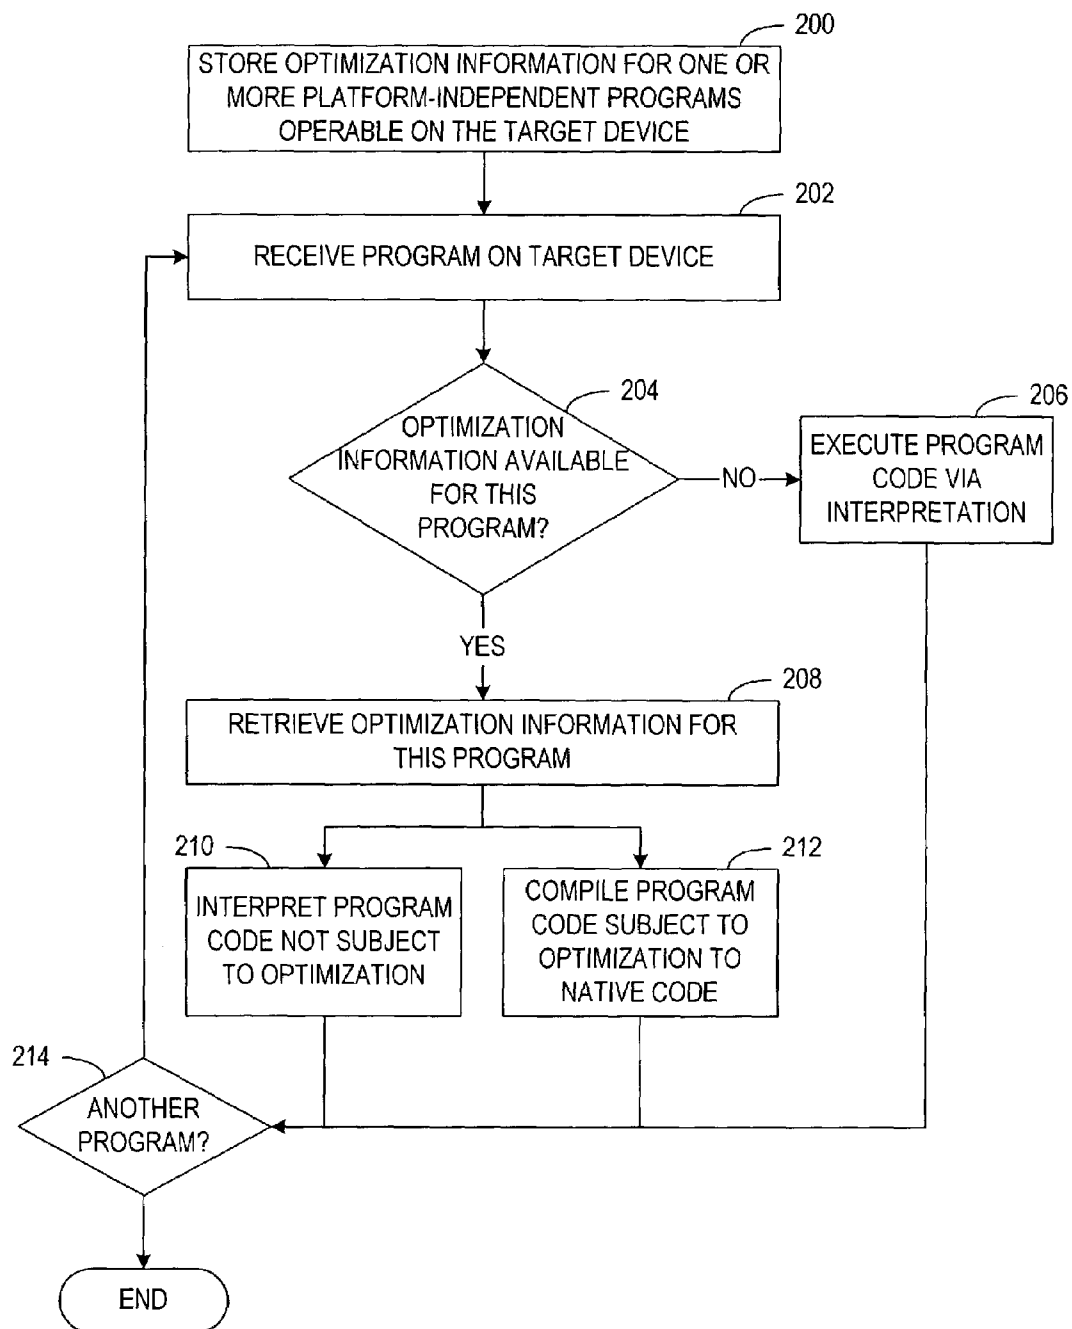 200
STORE OPTIMIZATION INFORMATION FOR ONE OR
MORE PLATFORM-INDEPENDENT PROGRAMS
OPERABLE ON THE TARGET DEVICE
202
RECEIVE PROGRAM ON TARGET DEVICE
204
OPTIMIZATION
INFORMATION AVAILABLE
FOR THIS
PROGRAM?
NO
206
EXECUTE PROGRAM
CODE VIA
INTERPRETATION
YES
208
RETRIEVE OPTIMIZATION INFORMATION FOR
THIS PROGRAM
210
INTERPRET PROGRAM
CODE NOT SUBJECT
TO OPTIMIZATION
212
COMPILE PROGRAM
CODE SUBJECT TO
OPTIMIZATION TO
NATIVE CODE
214
ANOTHER
PROGRAM?
END